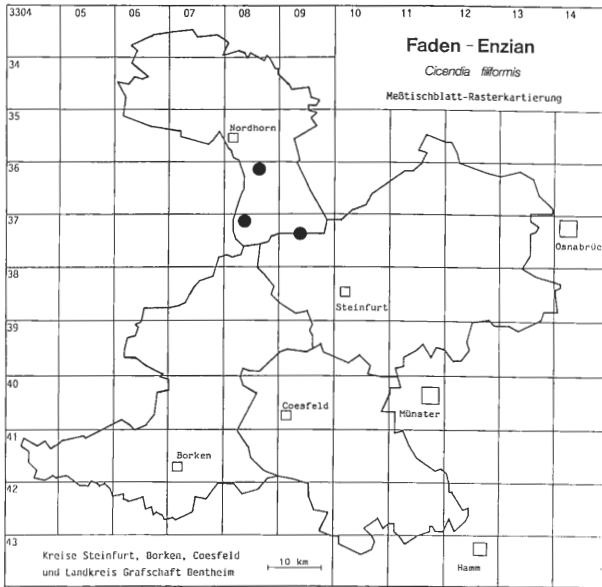 3304 05 06 07 08 09 10 11 12 13 14
Faden - Enzian
Cicendia filiformis
Meßtischblatt-Rasterkartierung
34
35
Nordhorn
36
37
Osnabrüc
38
Steinfurt
39
40
Coesfeld
Münster
41
Borken
42
43
Kreise Steinfurt, Borken, Coesfeld
und Landkreis Grafschaft Bentheim
10 km
Hamm